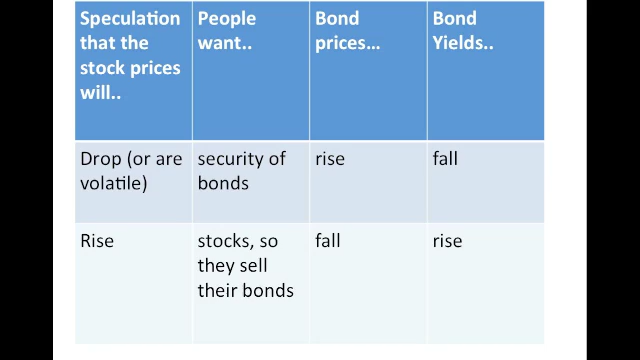 Speculation that the stock prices will..
People want..
Bond prices...
Bond Yields..
Drop (or are volatile)
security of bonds
rise
fall
Rise
stocks, so they sell their bonds
fall
rise